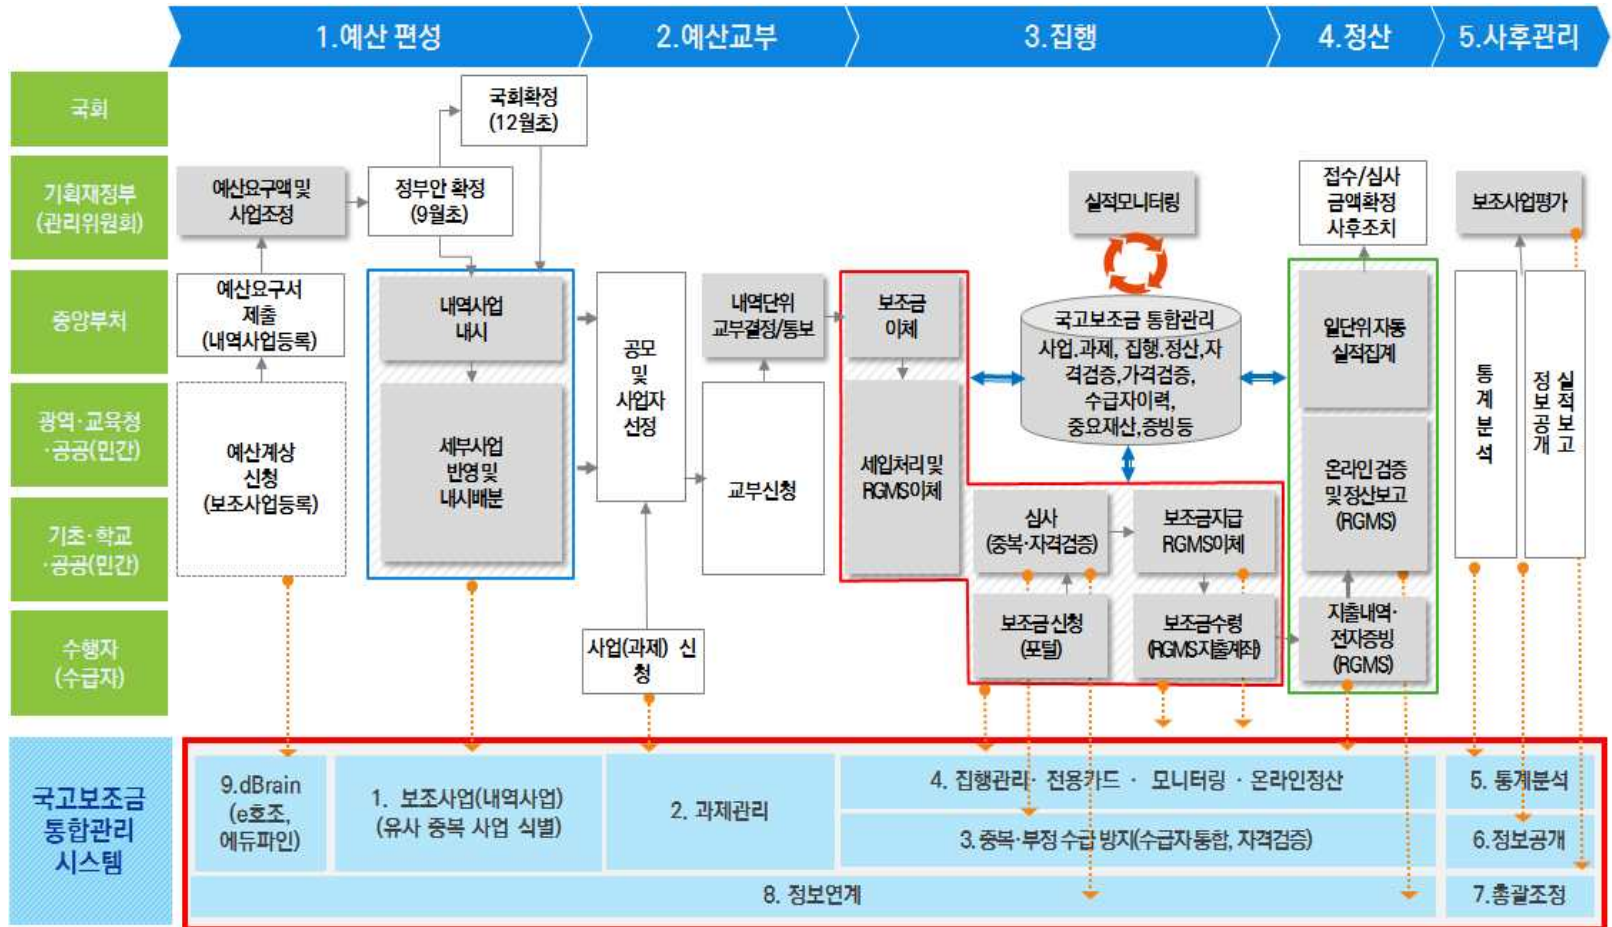 1.예산 편성
2.예산교부
3.집행
4.정산
5.사후관리
국회
국회확정
(12월초)
기획재정부
(관리위원회)
예산요구액 및
사업조정
정부안 확정
(9월초)
실적모니터링
접수/심사
금액확정
사후조치
보조사업평가
중앙부처
예산요구서
제출
(내역사업등록)
내역사업
내시
공모
및
사업자
선정
내역단위
교부결정/통보
보조금
이체
국고보조금 통합관리
사업.과제, 집행.정산,자
격검증,가격검증,
수급자이력,
중요재산,증빙등
일단위 자동
실적집계
통계분석
정보공개
실적보고
광역·교육청
·공공(민간)
예산계상
신청
(보조사업등록)
세부사업
반영 및
내시배분
교부신청
세입처리 및
RGMS이체
온라인 검증
및 정산보고
(RGMS)
기초·학교
·공공(민간)
심사
(중복·자격검증)
보조금지급
RGMS이체
수행자
(수급자)
사업(과제) 신
청
보조금 신청
(포털)
보조금수령
(RGMS 지출계좌)
지출내역·
전자증빙
(RGMS)
국고보조금
통합관리
시스템
9.dBrain
(e호조,
에듀파인)
1. 보조사업(내역사업)
(유사 중복 사업 식별)
2. 과제관리
4. 집행관리· 전용카드 · 모니터링 · 온라인정산
3. 중복·부정 수급 방지(수급자 통합, 자격검증)
5. 통계분석
6.정보공개
8. 정보연계
7.총괄조정